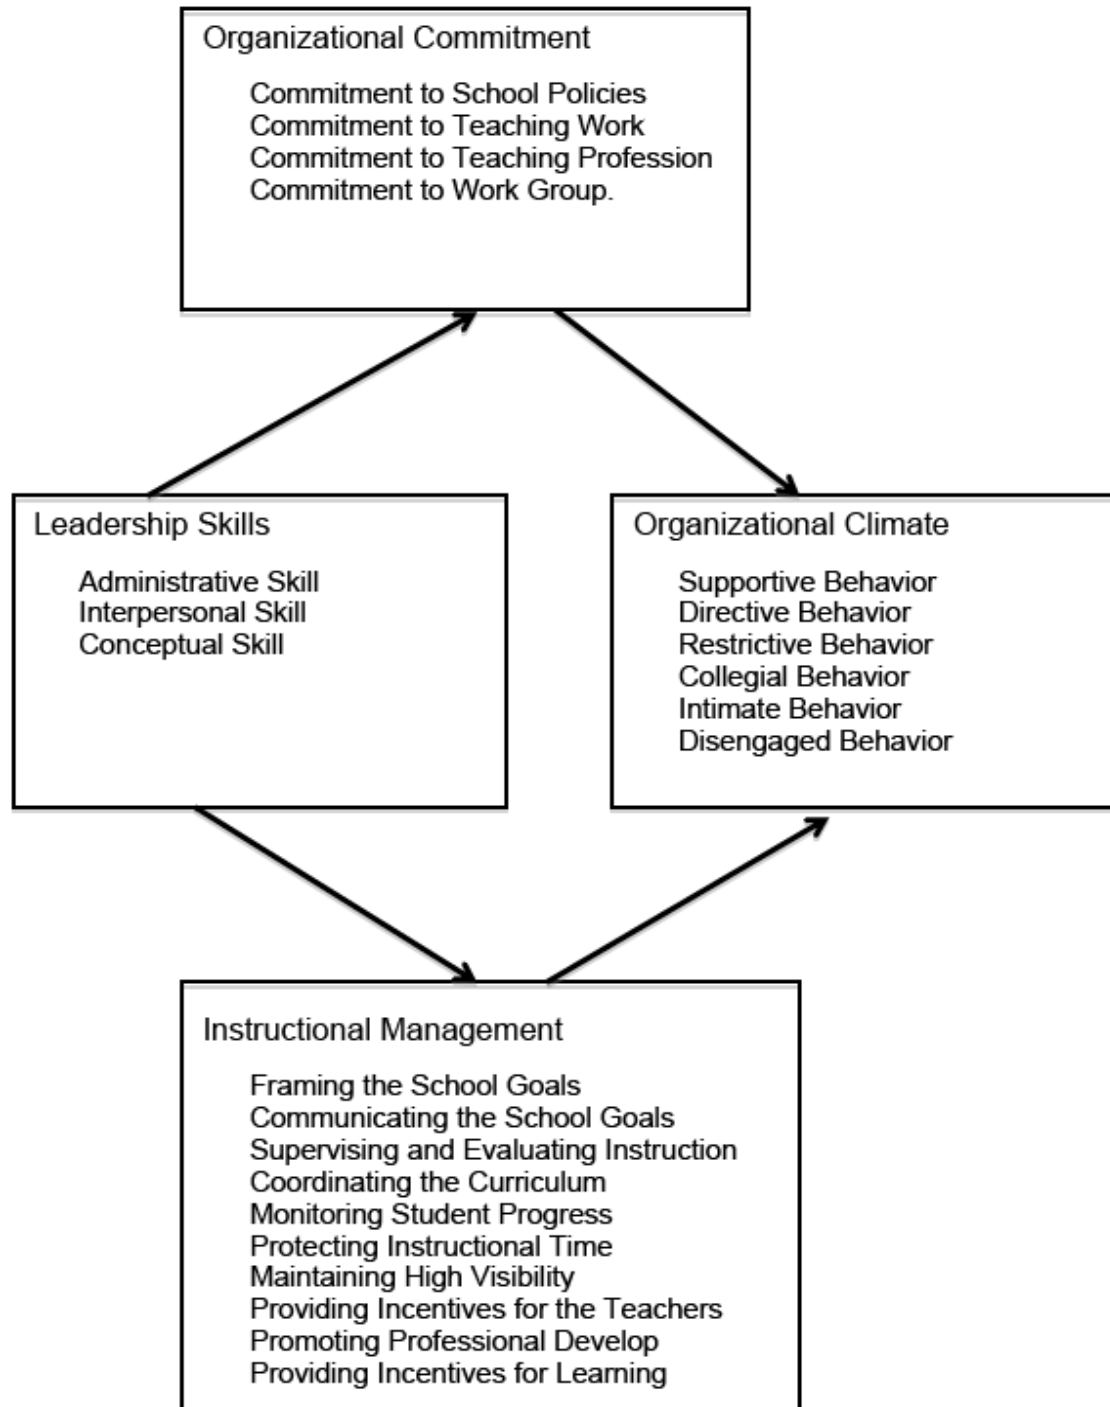 Organizational Commitment
Commitment to School Policies
Commitment to Teaching Work
Commitment to Teaching Profession
Commitment to Work Group.
Leadership Skills
Administrative Skill
Interpersonal Skill
Conceptual Skill
Organizational Climate
Supportive Behavior
Directive Behavior
Restrictive Behavior
Collegial Behavior
Intimate Behavior
Disengaged Behavior
Instructional Management
Framing the School Goals
Communicating the School Goals
Supervising and Evaluating Instruction
Coordinating the Curriculum
Monitoring Student Progress
Protecting Instructional Time
Maintaining High Visibility
Providing Incentives for the Teachers
Promoting Professional Develop
Providing Incentives for Learning